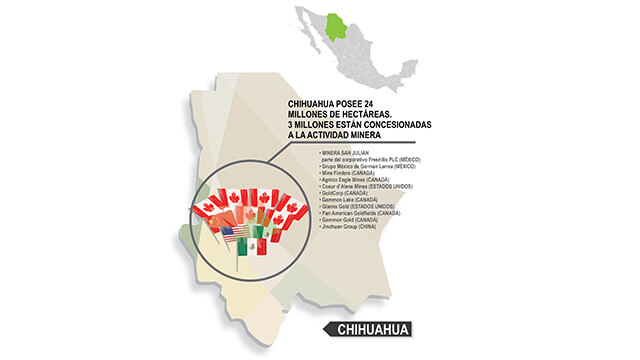 CHIHUAHUA POSEE 24
MILLONES DE HECTÁREAS.
3 MILLONES ESTÁN CONCESIONADAS
A LA ACTIVIDAD MINERA
• MINERA SAN JULIÁN
parte del corporativo Fresnillo PLC (MÉXICO)
• Grupo México de Germán Larrea (MÉXICO)
• Mine Finders (CANADÁ)
• Agnico Eagle Mines (CANADÁ)
• Coeur d'Alene Mines (ESTADOS UNIDOS)
• GoldCorp (CANADÁ)
• Gammon Lake (CANADÁ)
• Glamis Gold (ESTADOS UNIDOS)
• Pan American Goldfields (CANADÁ)
• Gammon Gold (CANADÁ)
• Jinchuan Group (CHINA)
CHIHUAHUA